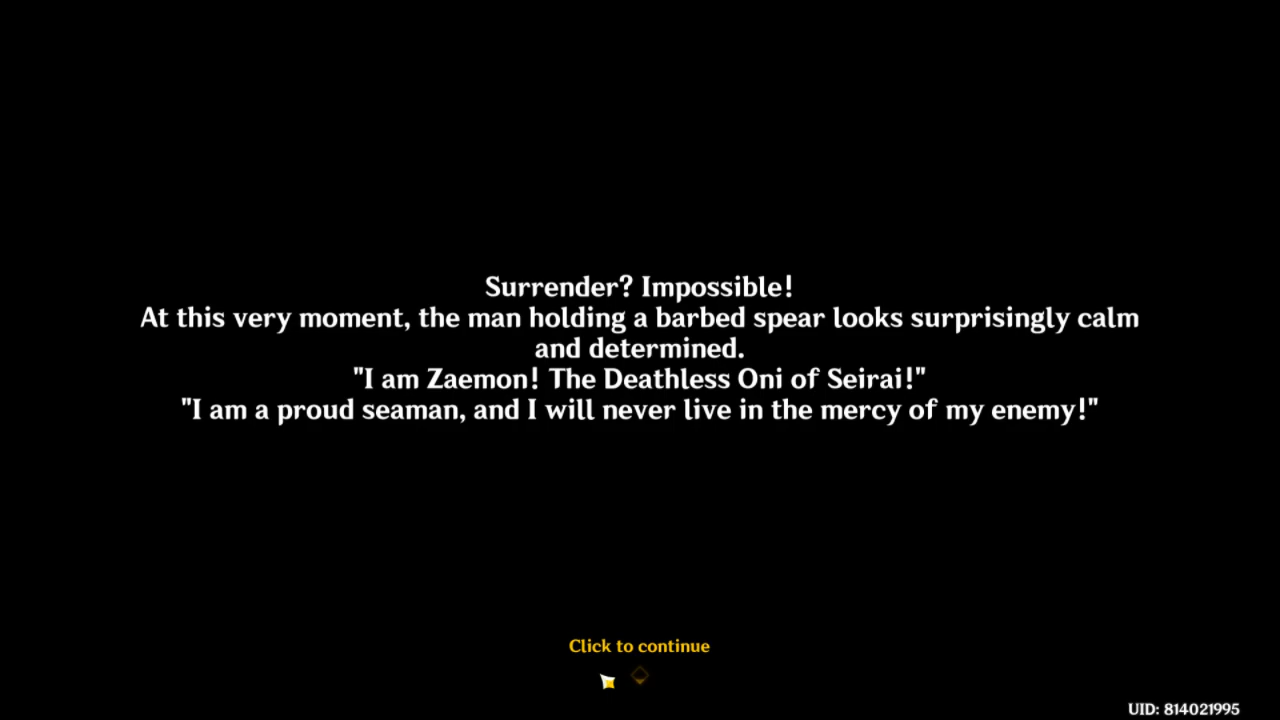 Surrender? Impossible!
At this very moment, the man holding a barbed spear looks surprisingly calm
and determined.
"I am Zaemon! The Deathless Oni of Seirai!"
"I am a proud seaman, and I will never live in the mercy of my enemy!"
Click to continue
UID: 814021995